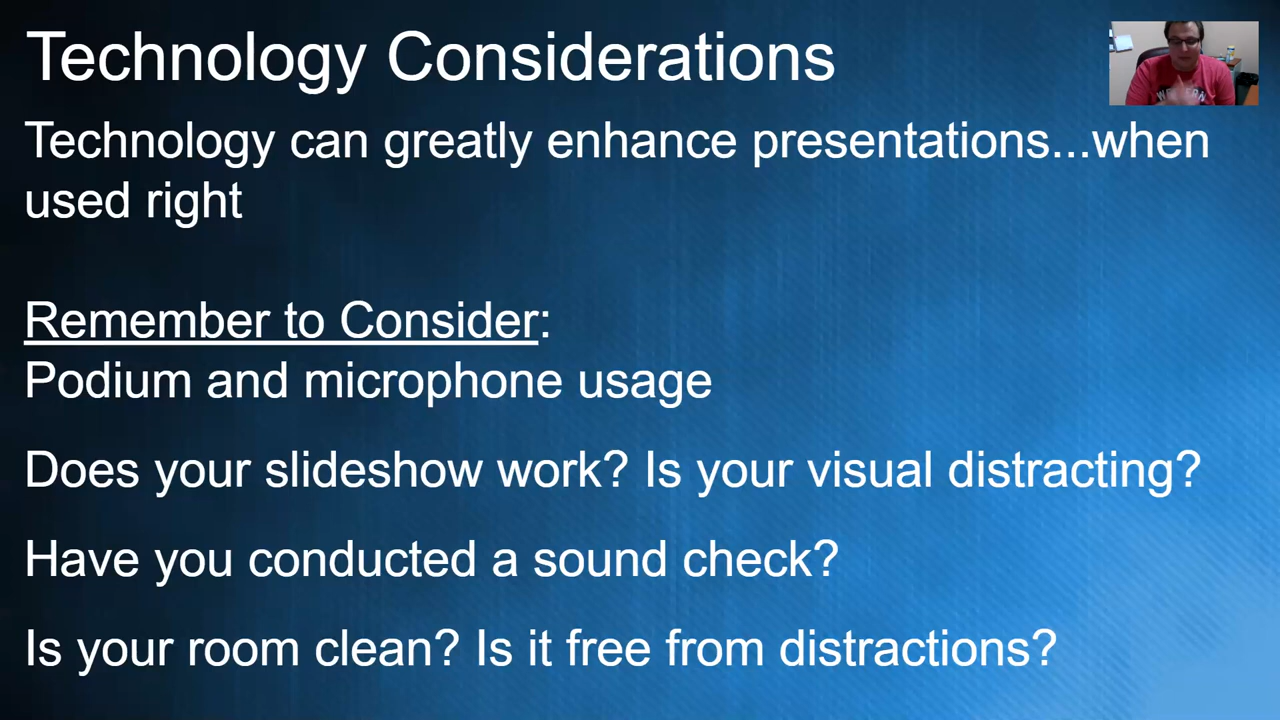 Technology Considerations
Technology can greatly enhance presentations...when
used right
Remember to Consider:
Podium and microphone usage
Does your slideshow work? Is your visual distracting?
Have you conducted a sound check?
Is your room clean? Is it free from distractions?